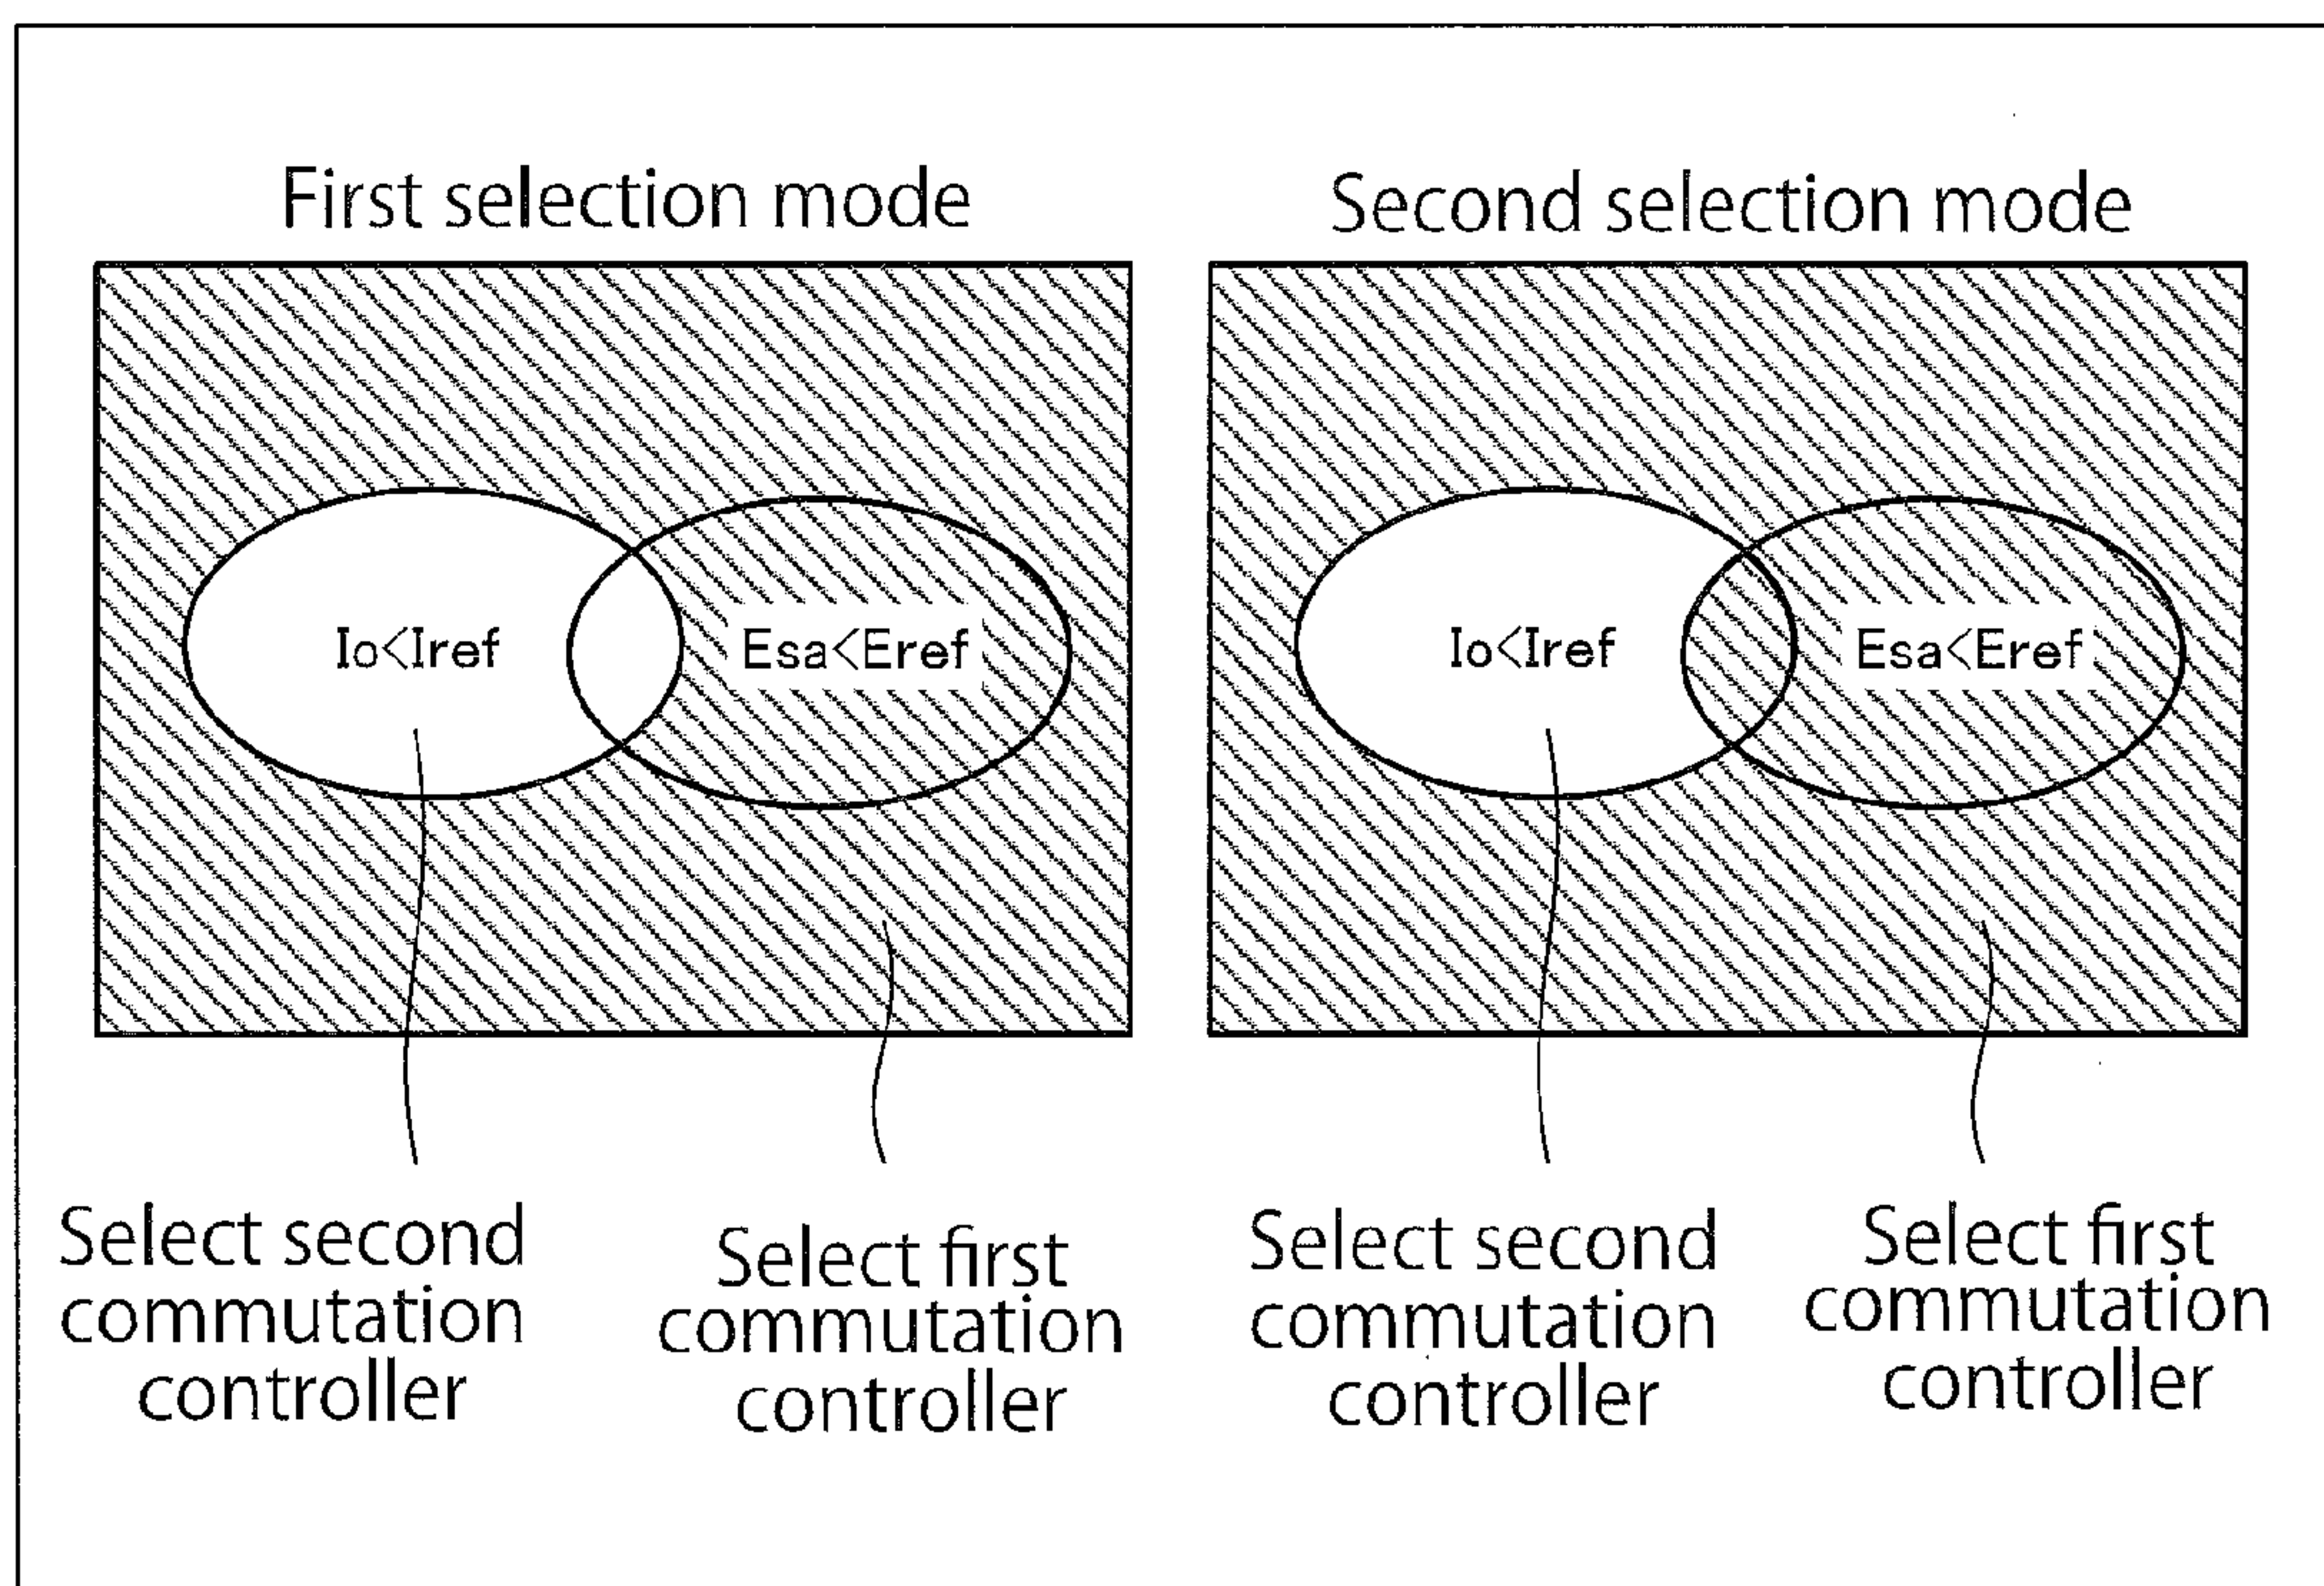 First selection mode
Io<Iref
Esa<Eref
Select second
commutation
controller
Select first
commutation
controller
Second selection mode
Io<Iref
Esa<Eref
Select second
commutation
controller
Select first
commutation
controller